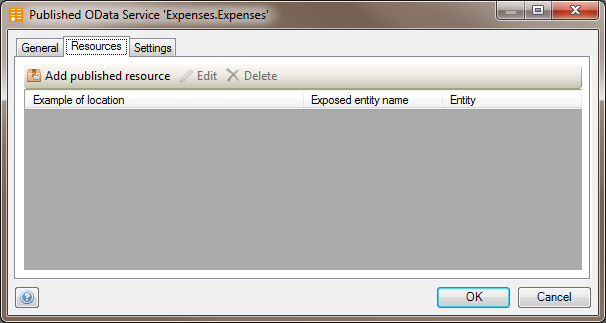 Published OData Service 'Expenses.Expenses'
General Resources Settings
Add published resource Edit Delete
Example of location Exposed entity name Entity
? OK Cancel